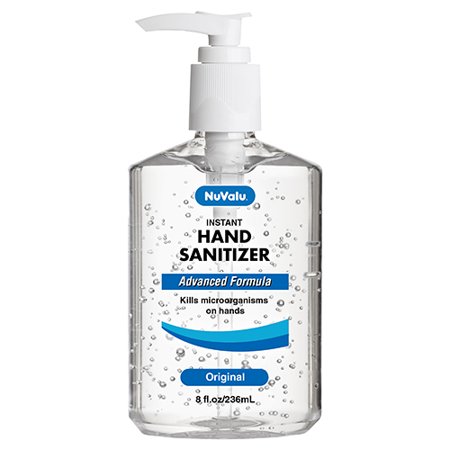 NuValu
INSTANT
HAND
SANITIZER
Advanced Formula
Kills microorganisms
on hands
Original
8 fl.oz/236mL